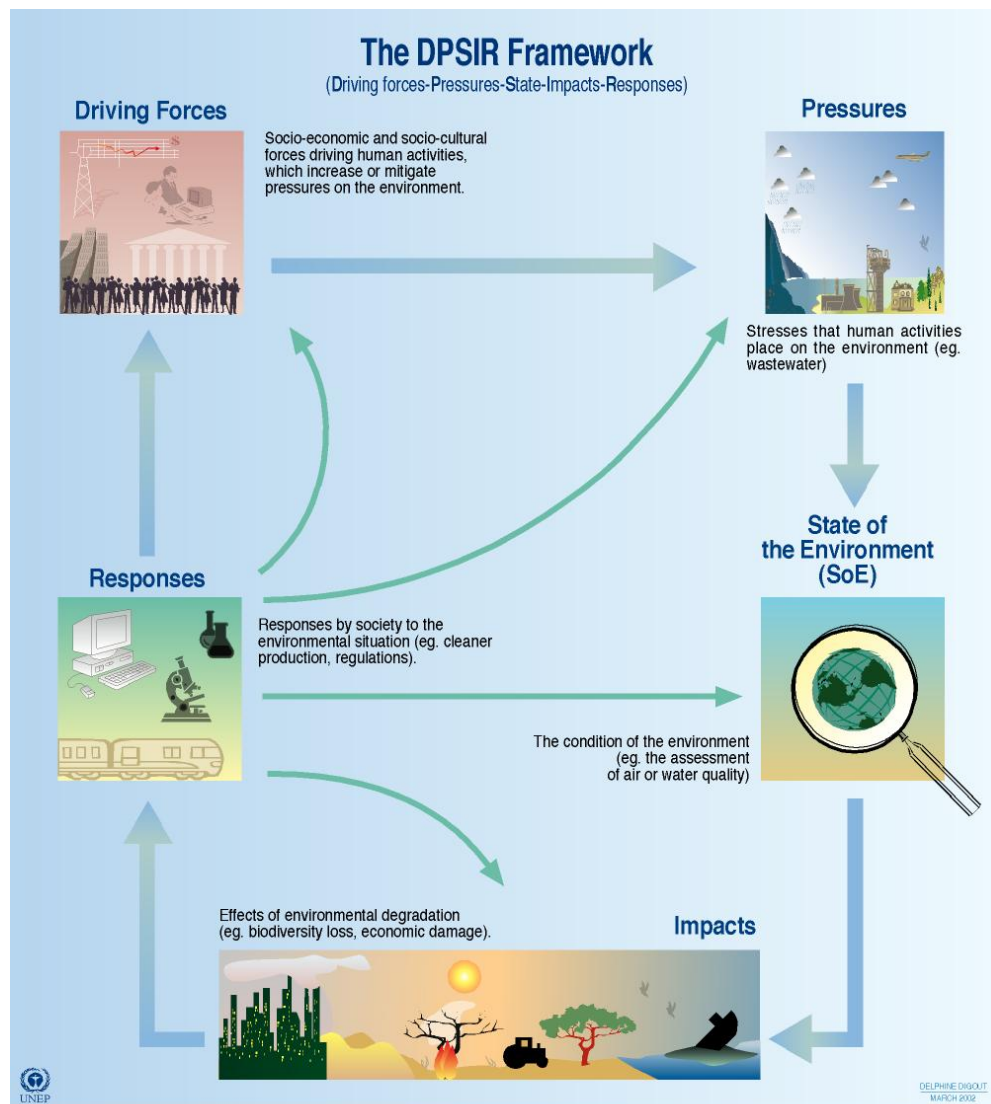 The DPSIR Framework
(Driving forces-Pressures-State-Impacts-Responses)
Driving Forces
Socio-economic and socio-cultural
forces driving human activities,
which increase or mitigate
pressures on the environment.
Pressures
Stresses that human activities
place on the environment (eg.
wastewater)
State of
the Environment
(SoE)
Responses
Responses by society to the
environmental situation (eg. cleaner
production, regulations).
The condition of the environment
(eg. the assessment
of air or water quality)
Effects of environmental degradation
(eg. biodiversity loss, economic damage).
Impacts
UNEP
DELPHINE DIGOUT
MARCH 2002